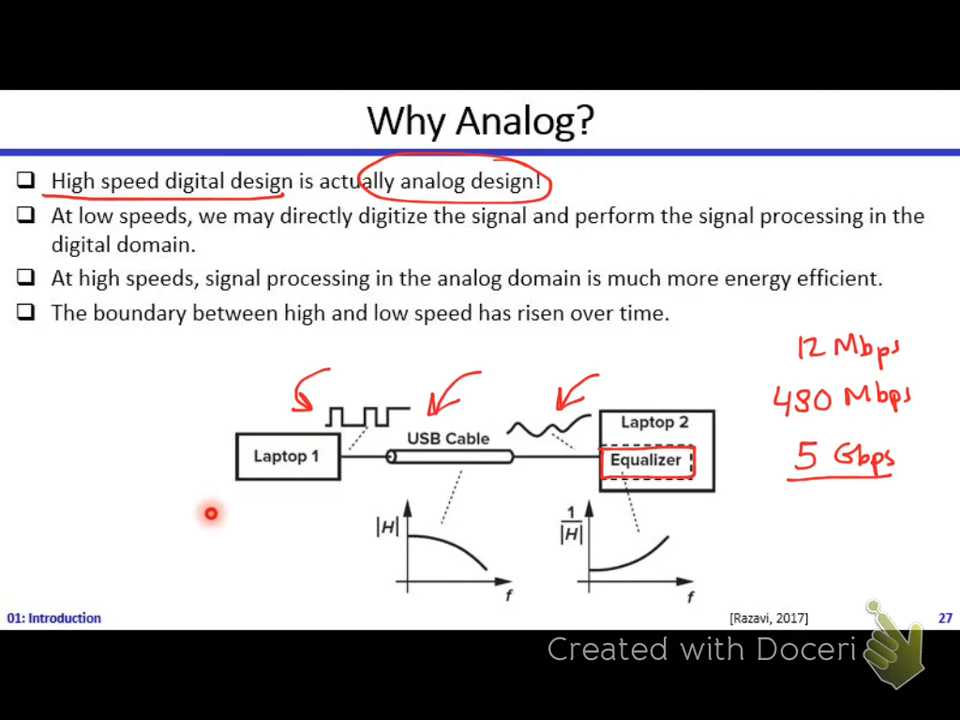 Why Analog?
❑ High speed digital design is actually analog design!
❑ At low speeds, we may directly digitize the signal and perform the signal processing in the
digital domain.
❑ At high speeds, signal processing in the analog domain is much more energy efficient.
❑ The boundary between high and low speed has risen over time.
12 Mbps
480 Mbps
5 Gbps
Laptop 1
USB Cable
Laptop 2
Equalizer
|H|
f
1
|H|
f
01: Introduction
[Razavi, 2017]
27
Created with Doceri